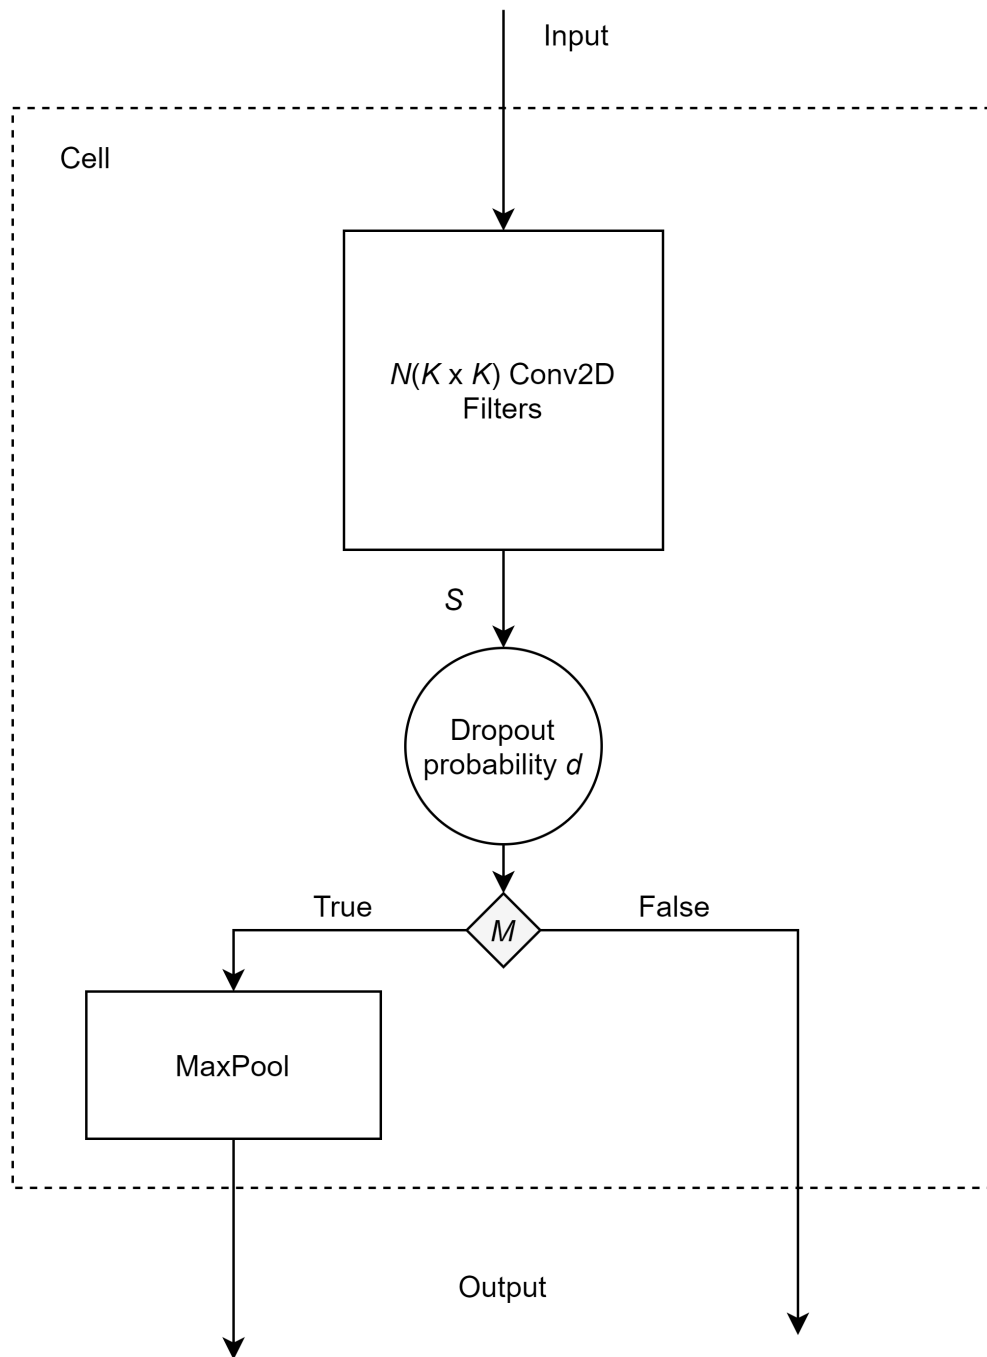 Input
Cell
N(K x K) Conv2D
Filters
S
Dropout
probability d
True
False
M
MaxPool
Output